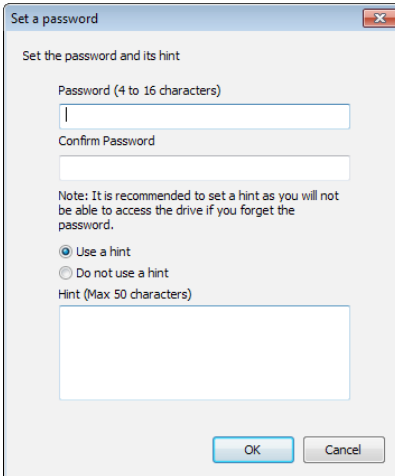 Set a password
Set the password and its hint
Password (4 to 16 characters)
Confirm Password
Note: It is recommended to set a hint as you will not
be able to access the drive if you forget the
password.
Use a hint
Do not use a hint
Hint (Max 50 characters)
OK
Cancel